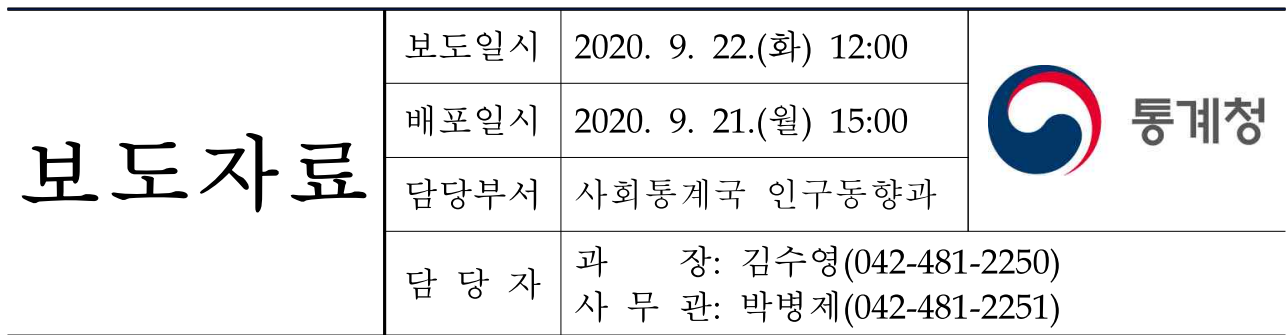 보도자료
보도일시 2020. 9. 22.(화) 12:00
배포일시 2020. 9. 21.(월) 15:00
담당부서 사회통계국 인구동향과
담 당 자 과 장: 김수영(042-481-2250)
사 무 관: 박병제(042-481-2251)
통계청